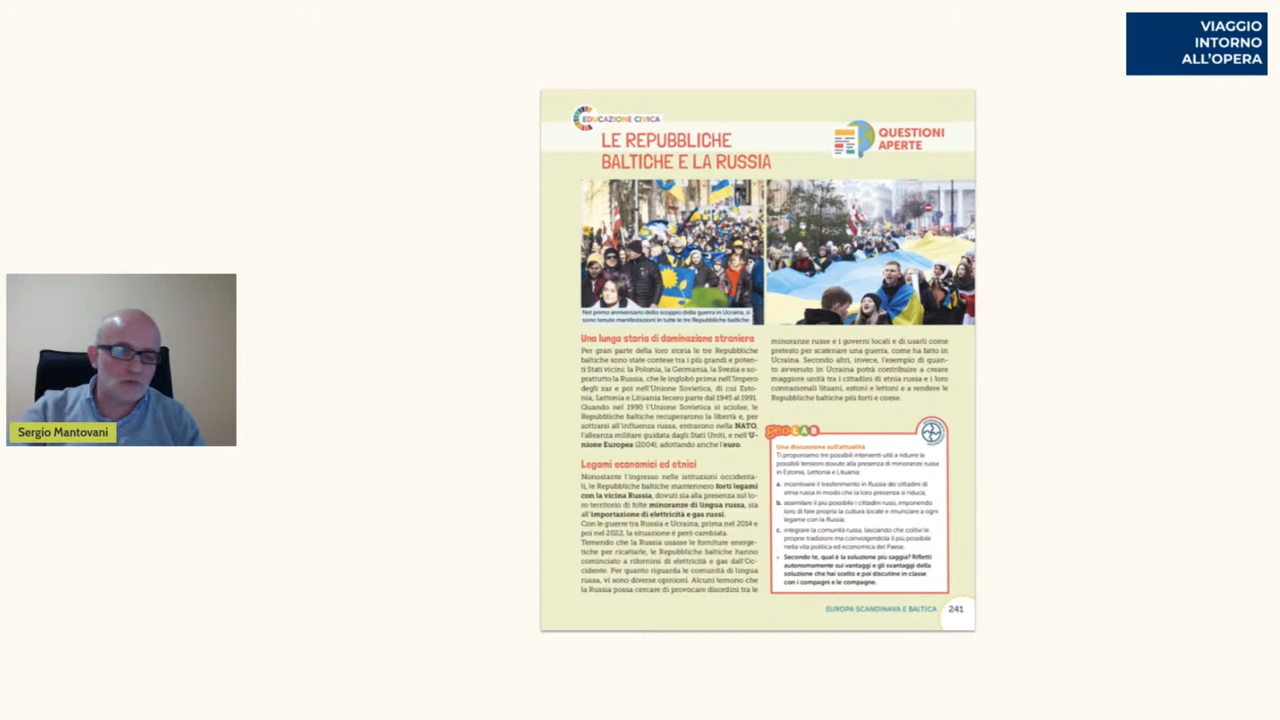 VIAGGIO
INTORNO
ALL'OPERA
EDUCAZIONE CIVICA
LE REPUBBLICHE
BALTICHE E LA RUSSIA
QUESTIONI
APERTE
Nel primo anniversario dello scoppio della guerra in Ucraina, si
sono tenute manifestazioni in tutte le tre Repubbliche baltiche.
Una lunga storia di dominazione straniera
Per gran parte della loro storia le tre Repubbliche
baltiche sono state contese tra i più grandi e poten-
ti Stati vicini: la Polonia, la Germania, la Svezia e so-
prattutto la Russia, che le inglobò prima nell'Impero
degli zar e poi nell'Unione Sovietica, di cui Esto-
nia, Lettonia e Lituania fecero parte dal 1945 al 1991.
Quando nel 1990 l'Unione Sovietica si sciolse, le
Repubbliche baltiche recuperarono la libertà e, per
sottrarsi all'influenza russa, entrarono nella NATO,
l'alleanza militare guidata dagli Stati Uniti, e nell'U-
nione Europea (2004), adottando anche l'euro.
Legami economici ed etnici
Nonostante l'ingresso nelle istituzioni occidenta-
li, le Repubbliche baltiche mantennero forti legami
con la vicina Russia, dovuti sia alla presenza sul lo-
ro territorio di folte minoranze di lingua russa, sia
all'importazione di elettricità e gas russi.
Con le guerre tra Russia e Ucraina, prima nel 2014 e
poi nel 2022, la situazione è però cambiata.
Temendo che la Russia usasse le forniture energe-
tiche per ricattarle, le Repubbliche baltiche hanno
cominciato a rifornirsi di elettricità e gas dall'Oc-
cidente. Per quanto riguarda le comunità di lingua
russa, vi sono diverse opinioni. Alcuni temono che
la Russia possa cercare di provocare disordini tra le
minoranze russe e i governi locali e di usarli come
pretesto per scatenare una guerra, come ha fatto in
Ucraina. Secondo altri, invece, l'esempio di quan-
to avvenuto in Ucraina potrà contribuire a creare
maggiore unità tra i cittadini di etnia russa e i loro
connazionali lituani, estoni e lettoni e a rendere le
Repubbliche baltiche più forti e coese.
geoLAB
Una discussione sull'attualità
Ti proponiamo tre possibili interventi utili a ridurre le
possibili tensioni dovute alla presenza di minoranze russe
in Estonia, Lettonia e Lituania:
a. incentivare il trasferimento in Russia dei cittadini di
etnia russa in modo che la loro presenza si riduca;
b. assimilare il più possibile i cittadini russi, imponendo
loro di fare propria la cultura locale e rinunciare a ogni
legame con la Russia;
c. integrare la comunità russa, lasciando che coltivi le
proprie tradizioni ma coinvolgendola il più possibile
nella vita politica ed economica del Paese.
• Secondo te, qual è la soluzione più saggia? Rifletti
autonomamente sui vantaggi e gli svantaggi della
soluzione che hai scelto e poi discutine in classe
con i compagni e le compagne.
EUROPA SCANDINAVA E BALTICA 241
Sergio Mantovani